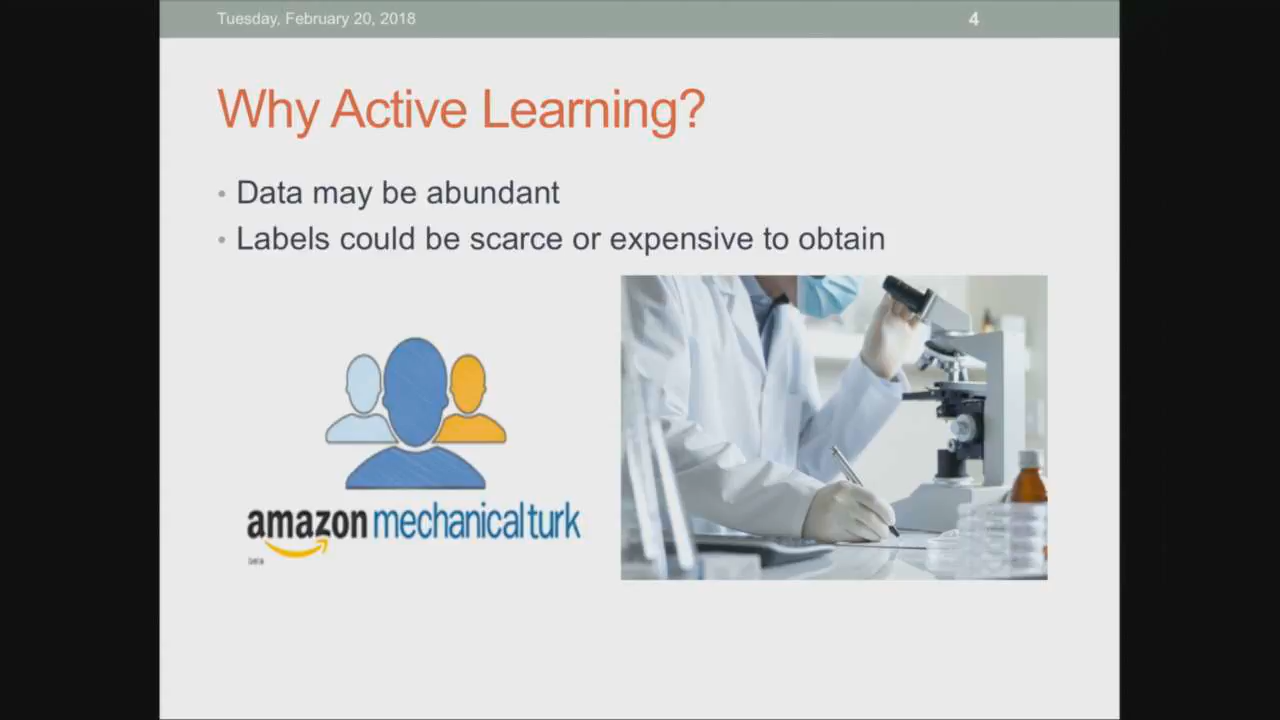 Tuesday, February 20, 2018
4
Why Active Learning?
• Data may be abundant
• Labels could be scarce or expensive to obtain
amazon mechanical turk
beta